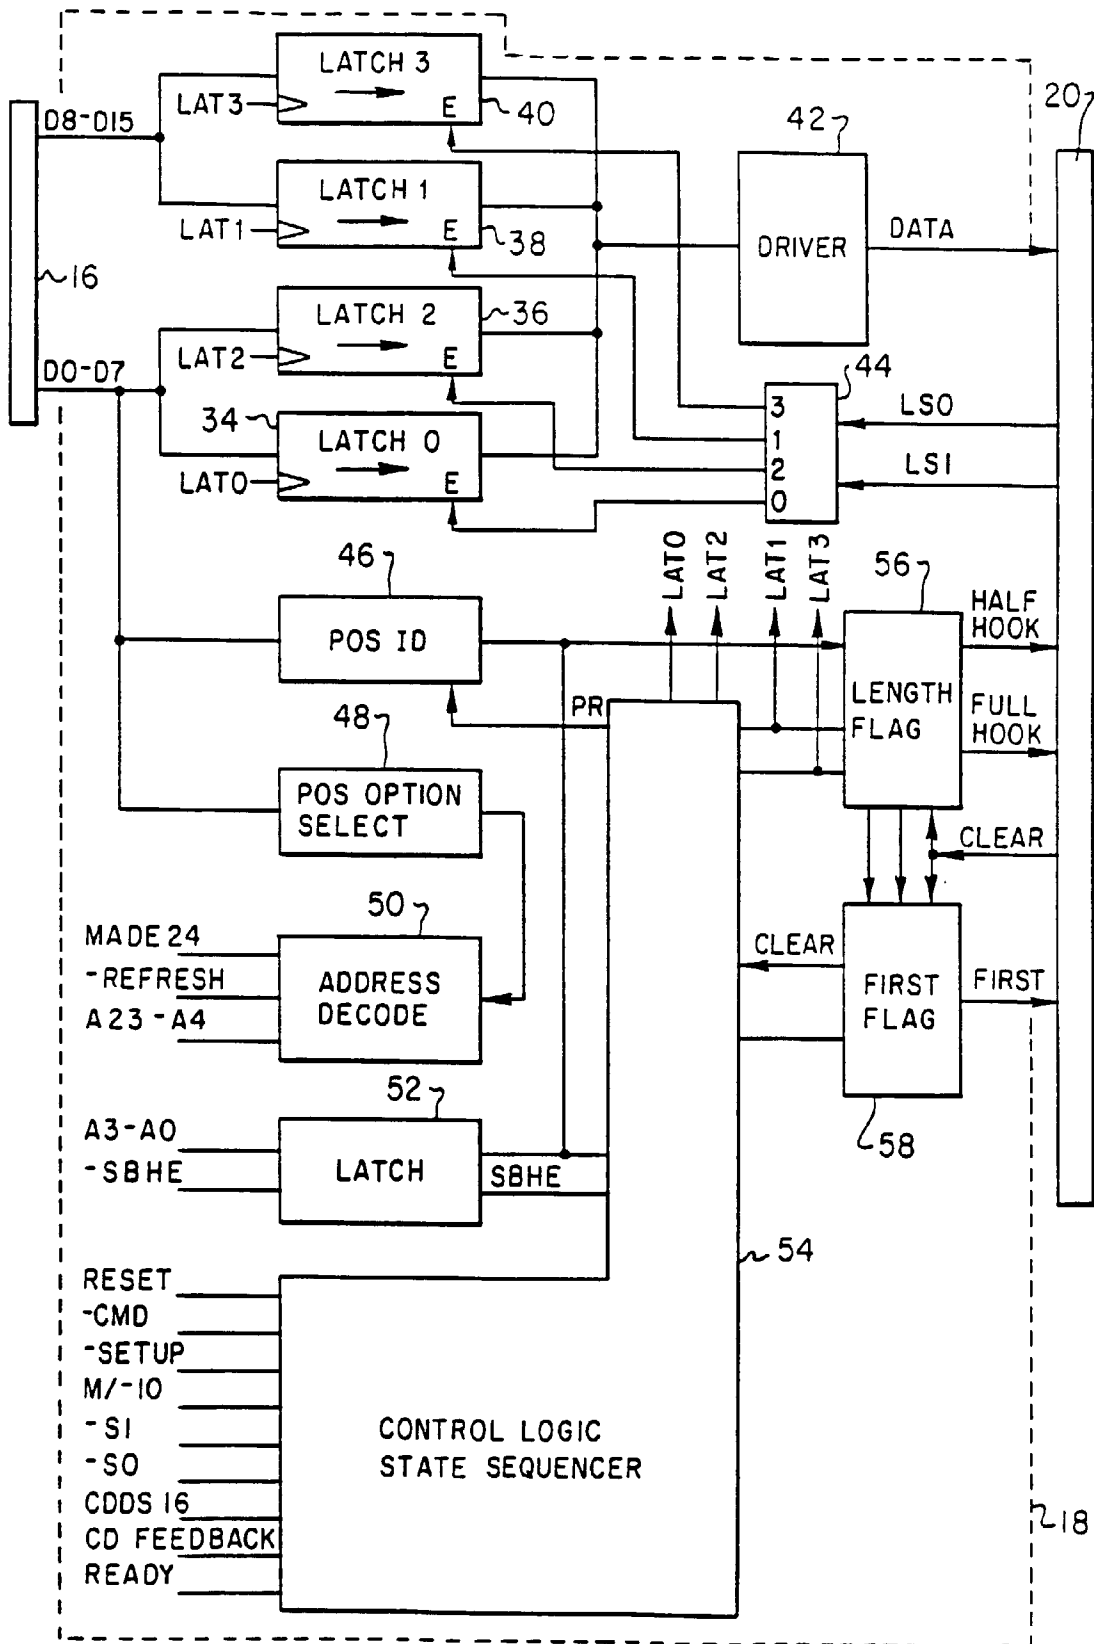 LATCH 3
LAT3
E
40
D8-D15
20
42
LATCH 1
LAT1
E
38
DRIVER
DATA
16
LATCH 2
36
LAT2
E
D0-D7
44
34
LATCH 0
LAT0
E
3
1
2
0
LS0
LS1
46
POS ID
LAT0
LAT2
LAT1
LAT3
56
HALF
HOOK
LENGTH
FLAG
FULL
HOOK
PR
48
POS OPTION
SELECT
CLEAR
50
MADE 24
-REFRESH
A23-A4
ADDRESS
DECODE
CLEAR
FIRST
FLAG
FIRST
52
A3-A0
-SBHE
LATCH
SBHE
58
54
RESET
-CMD
-SETUP
M/-IO
-S1
-S0
CDDS 16
CD FEEDBACK
READY
CONTROL LOGIC
STATE SEQUENCER
18